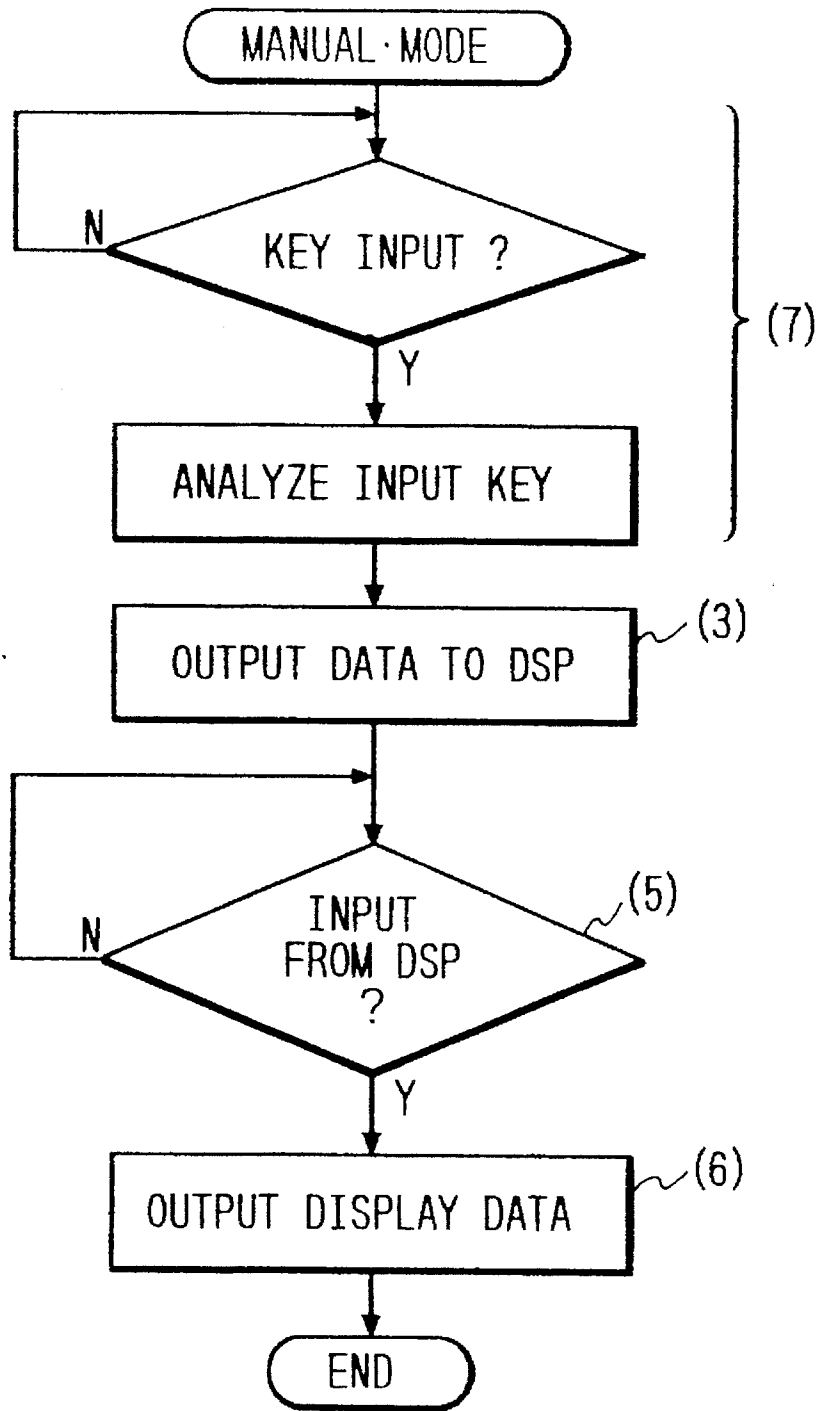 MANUAL·MODE
N
KEY INPUT ?
(7)
Y
ANALYZE INPUT KEY
(3)
OUTPUT DATA TO DSP
(5)
N
INPUT
FROM DSP
?
Y
(6)
OUTPUT DISPLAY DATA
END